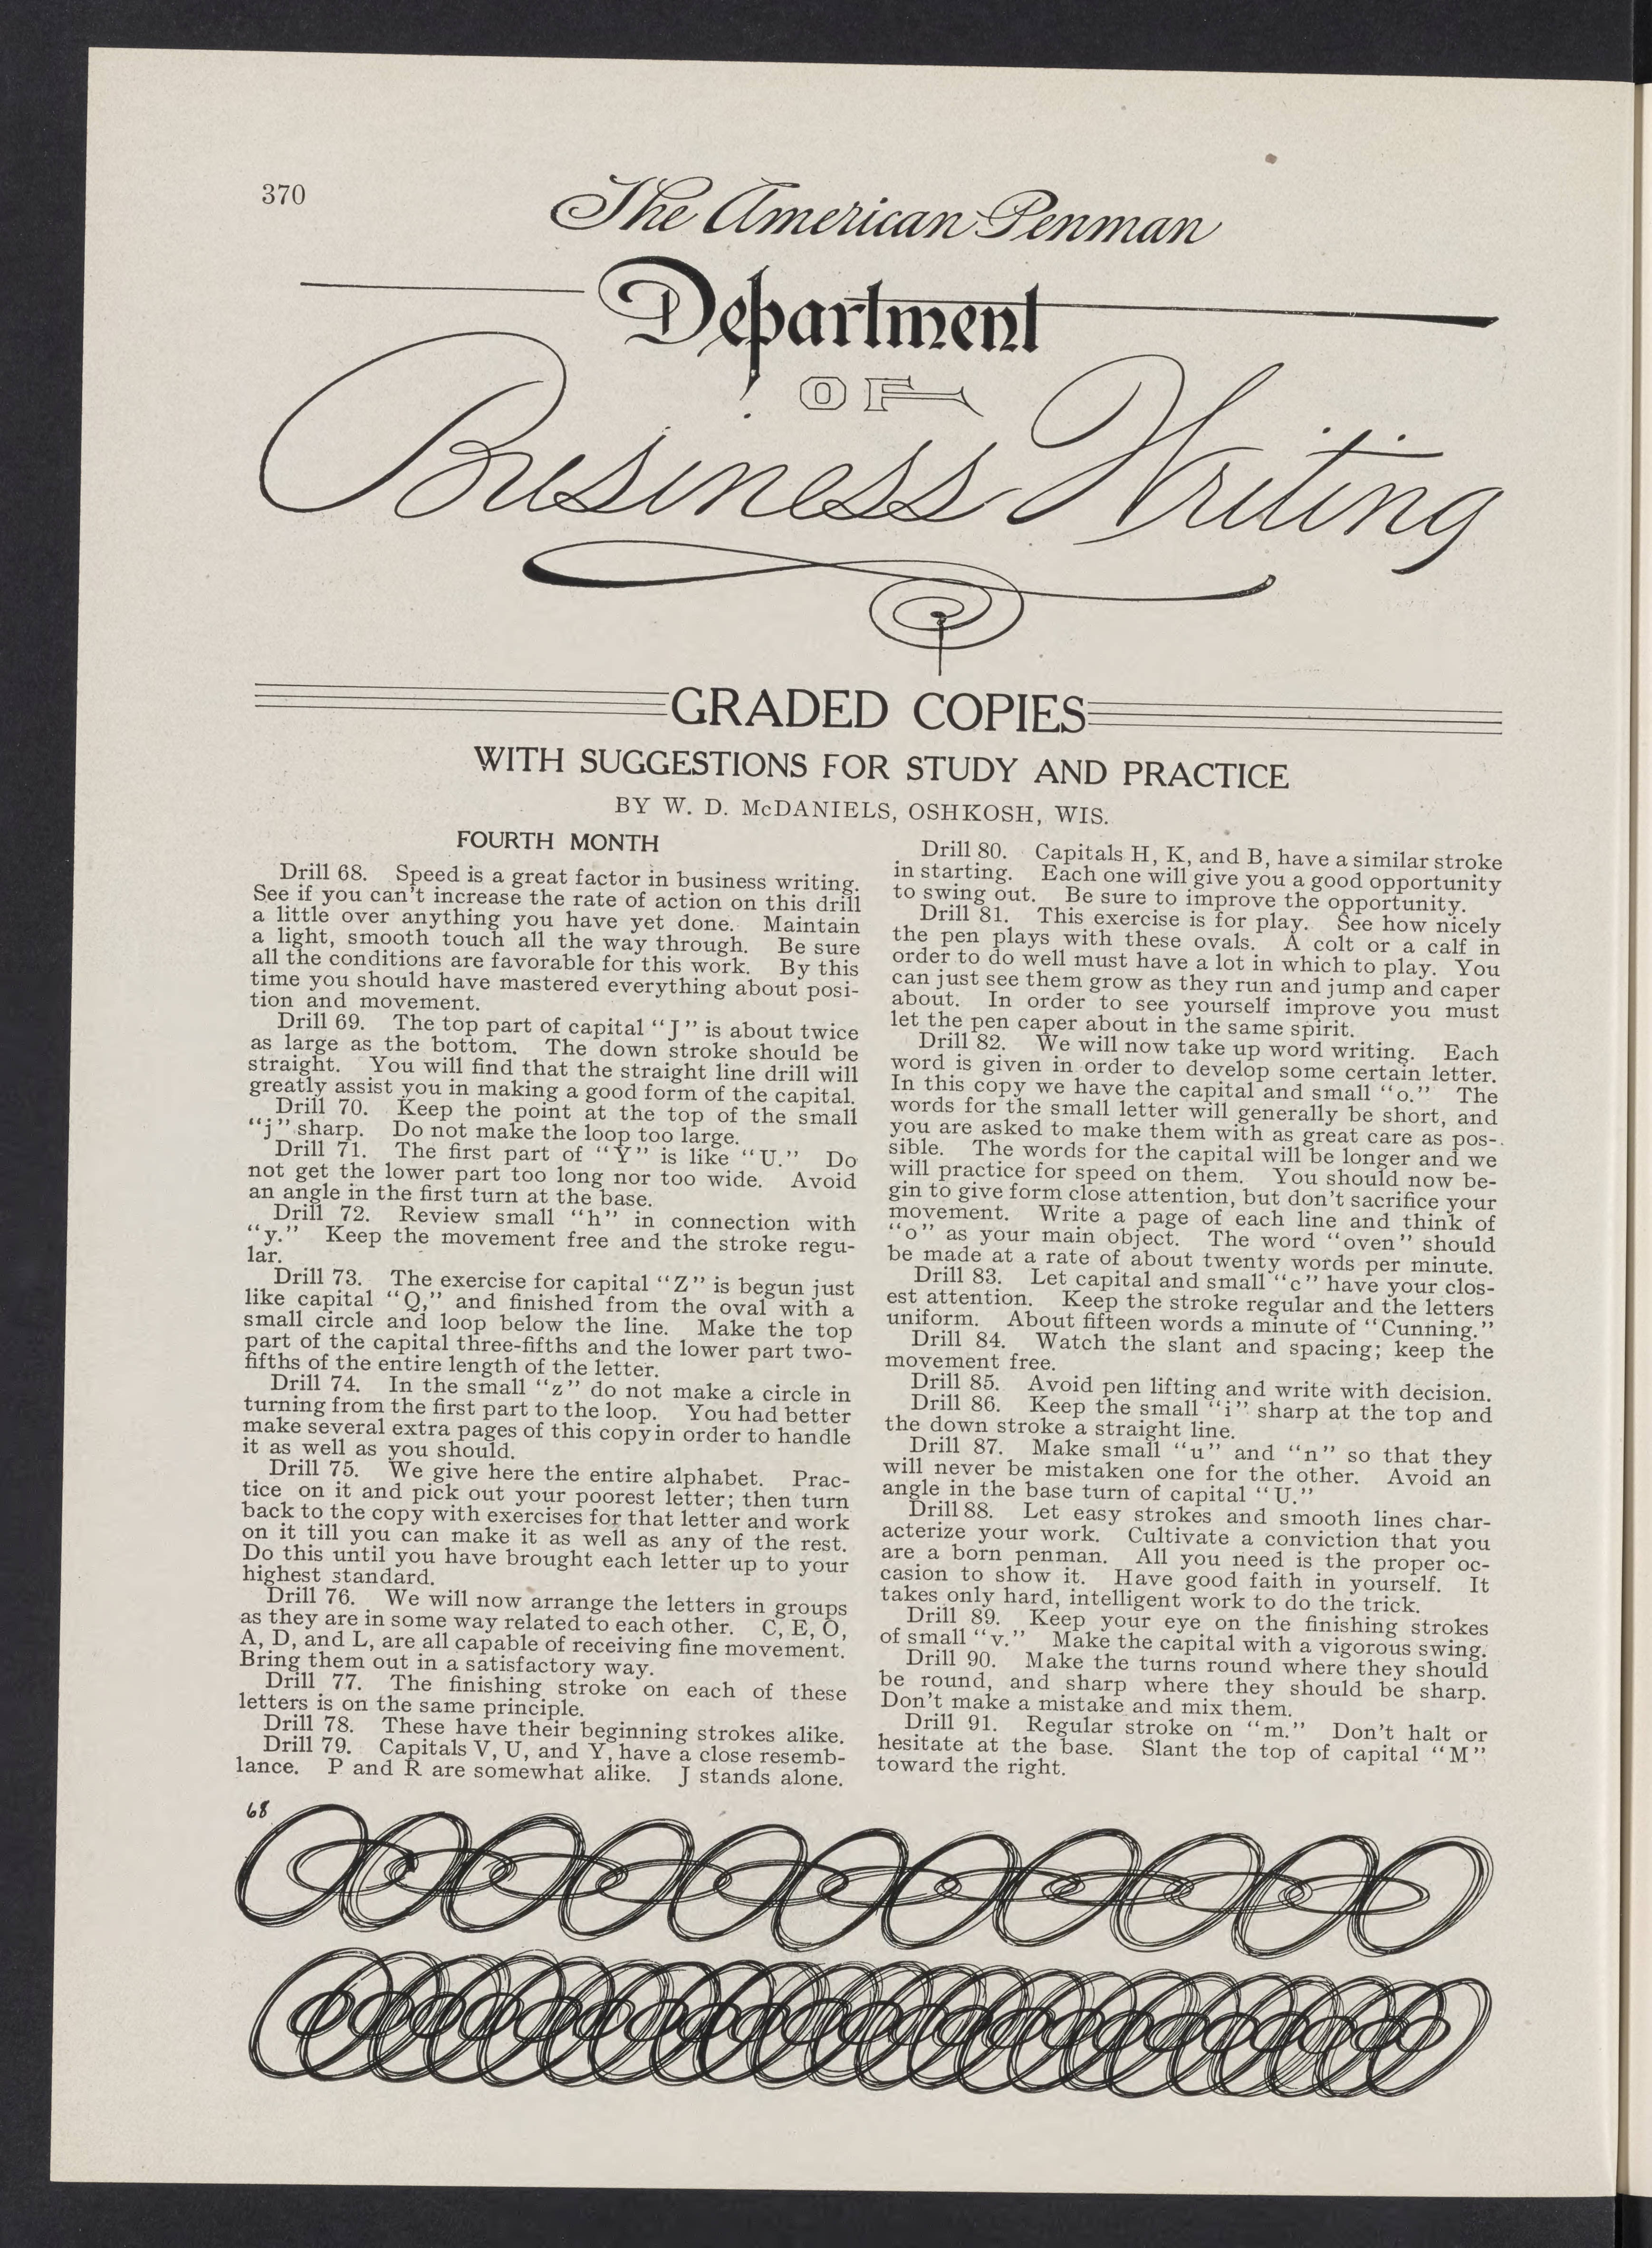 370
The American Penman
Department
OF
Business Writing
GRADED COPIES
WITH SUGGESTIONS FOR STUDY AND PRACTICE
BY W. D. McDANIELS, OSHKOSH, WIS.
FOURTH MONTH
Drill 68. Speed is a great factor in business writing.
See if you can't increase the rate of action on this drill
a little over anything you have yet done. Maintain
a light, smooth touch all the way through. Be sure
all the conditions are favorable for this work. By this
time you should have mastered everything about posi-
tion and movement.
Drill 69. The top part of capital "J" is about twice
as large as the bottom. The down stroke should be
straight. You will find that the straight line drill will
greatly assist you in making a good form of the capital.
Drill 70. Keep the point at the top of the small
"j" sharp. Do not make the loop too large.
Drill 71. The first part of "Y" is like "U." Do
not get the lower part too long nor too wide. Avoid
an angle in the first turn at the base.
Drill 72. Review small "h" in connection with
"y." Keep the movement free and the stroke regu-
lar.
Drill 73. The exercise for capital "Z" is begun just
like capital "Q," and finished from the oval with a
small circle and loop below the line. Make the top
part of the capital three-fifths and the lower part two-
fifths of the entire length of the letter.
Drill 74. In the small "z" do not make a circle in
turning from the first part to the loop. You had better
make several extra pages of this copy in order to handle
it as well as you should.
Drill 75. We give here the entire alphabet. Prac-
tice on it and pick out your poorest letter; then turn
back to the copy with exercises for that letter and work
on it till you can make it as well as any of the rest.
Do this until you have brought each letter up to your
highest standard.
Drill 76. We will now arrange the letters in groups
as they are in some way related to each other. C, E, O,
A, D, and L, are all capable of receiving fine movement.
Bring them out in a satisfactory way.
Drill 77. The finishing stroke on each of these
letters is on the same principle.
Drill 78. These have their beginning strokes alike.
Drill 79. Capitals V, U, and Y, have a close resemb-
lance. P and R are somewhat alike. J stands alone.
Drill 80. Capitals H, K, and B, have a similar stroke
in starting. Each one will give you a good opportunity
to swing out. Be sure to improve the opportunity.
Drill 81. This exercise is for play. See how nicely
the pen plays with these ovals. A colt or a calf in
order to do well must have a lot in which to play. You
can just see them grow as they run and jump and caper
about. In order to see yourself improve you must
let the pen caper about in the same spirit.
Drill 82. We will now take up word writing. Each
word is given in order to develop some certain letter.
In this copy we have the capital and small "o." The
words for the small letter will generally be short, and
you are asked to make them with as great care as pos-
sible. The words for the capital will be longer and we
will practice for speed on them. You should now be-
gin to give form close attention, but don't sacrifice your
movement. Write a page of each line and think of
"o" as your main object. The word "oven" should
be made at a rate of about twenty words per minute.
Drill 83. Let capital and small "c" have your clos-
est attention. Keep the stroke regular and the letters
uniform. About fifteen words a minute of "Cunning."
Drill 84. Watch the slant and spacing; keep the
movement free.
Drill 85. Avoid pen lifting and write with decision.
Drill 86. Keep the small "i" sharp at the top and
the down stroke a straight line.
Drill 87. Make small "u" and "n" so that they
will never be mistaken one for the other. Avoid an
angle in the base turn of capital "U."
Drill 88. Let easy strokes and smooth lines char-
acterize your work. Cultivate a conviction that you
are a born penman. All you need is the proper oc-
casion to show it. Have good faith in yourself. It
takes only hard, intelligent work to do the trick.
Drill 89. Keep your eye on the finishing strokes
of small "v." Make the capital with a vigorous swing.
Drill 90. Make the turns round where they should
be round, and sharp where they should be sharp.
Don't make a mistake and mix them.
Drill 91. Regular stroke on "m." Don't halt or
hesitate at the base. Slant the top of capital "M"
toward the right.
68